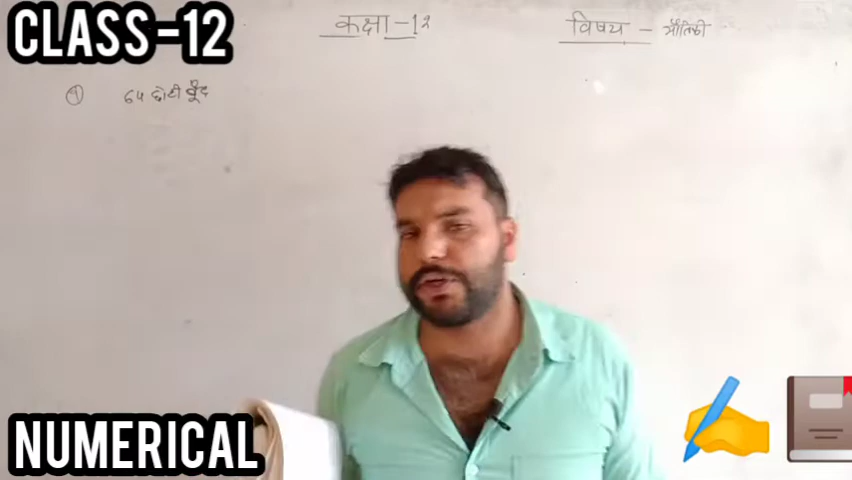 CLASS=12
कक्षा - 12
विषय - भौतिकी
① 64 छोटी बूँद
NUMERICAL